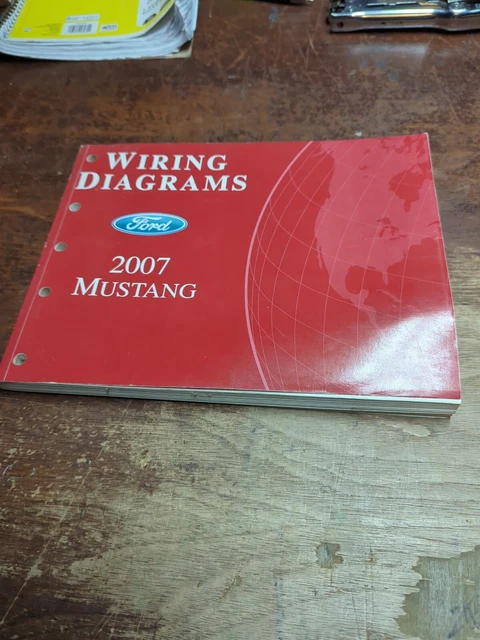 WIRING
DIAGRAMS
Ford
2007
MUSTANG